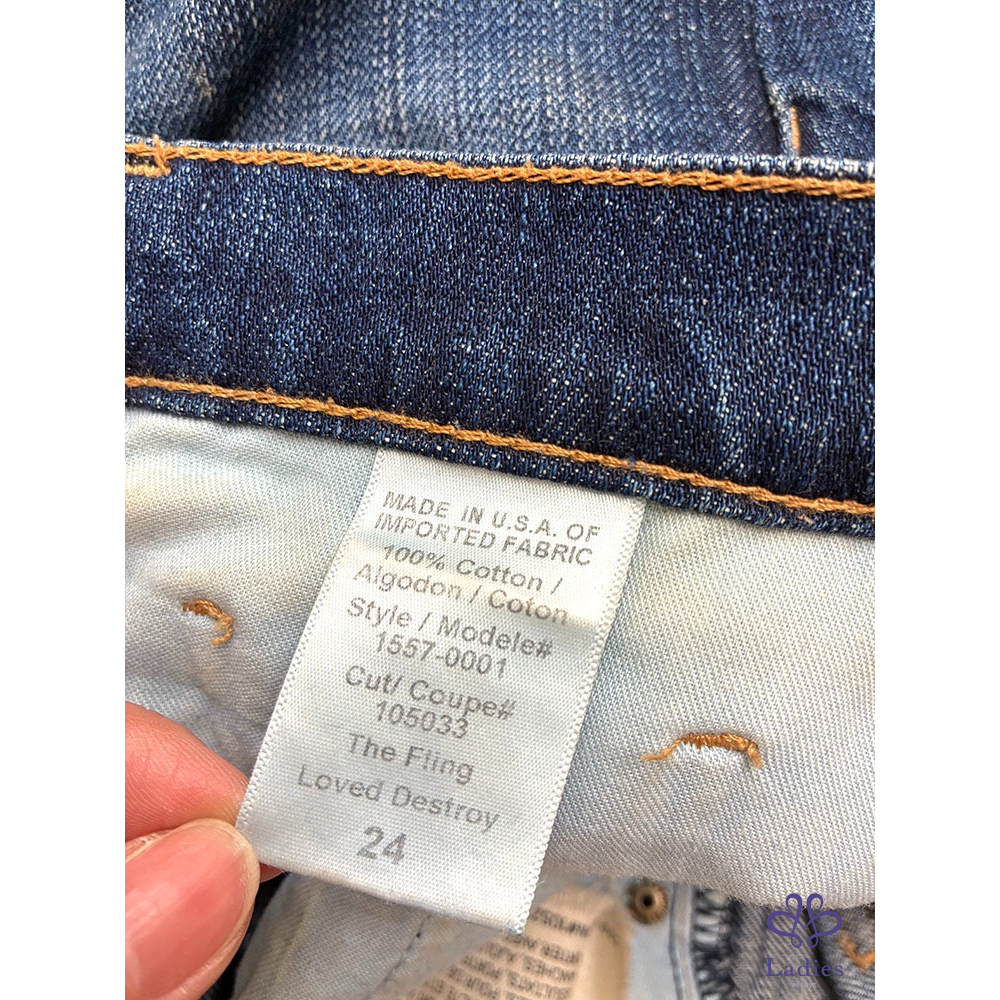 MADE IN U.S.A. OF
IMPORTED FABRIC
100% Cotton /
Algodon / Coton
Style / Modele#
1557-0001
Cut/ Coupe#
105033
The Fling
Loved Destroy
24
Ladies